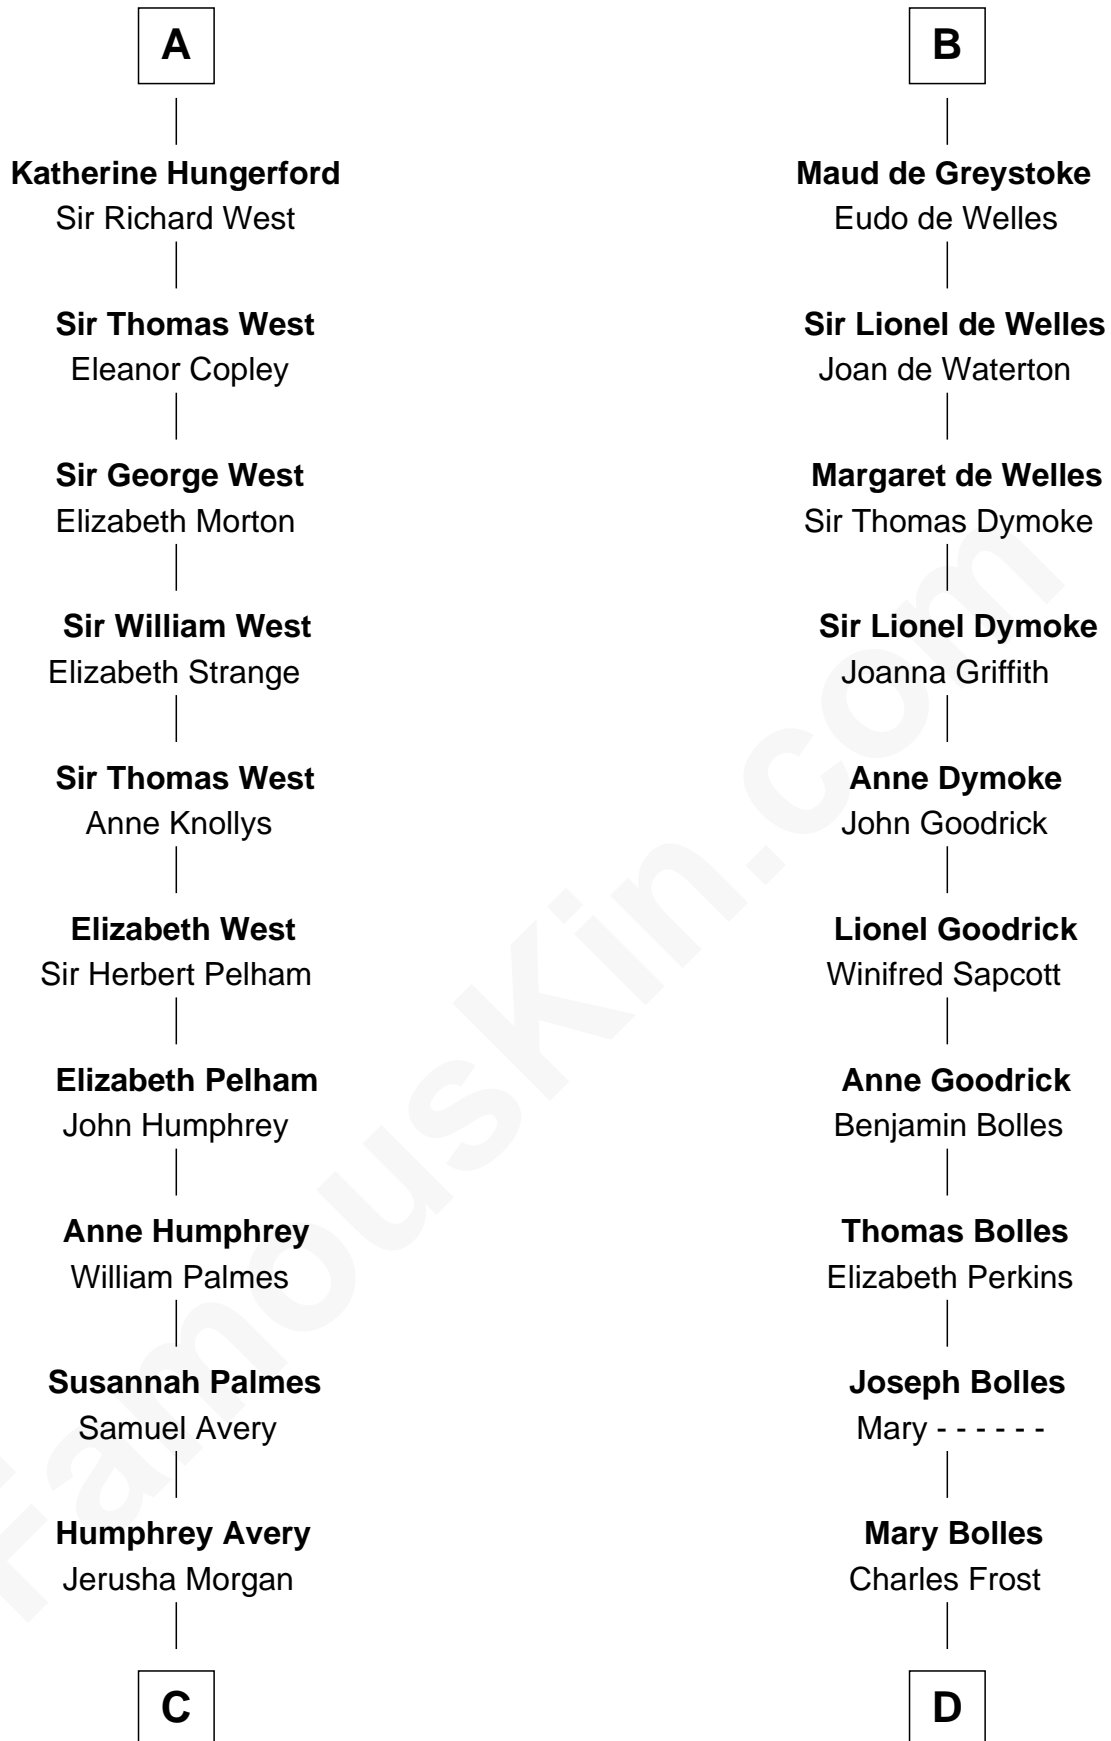 A
Katherine Hungerford
Sir Richard West
Sir Thomas West
Eleanor Copley
Sir George West
Elizabeth Morton
Sir William West
Elizabeth Strange
Sir Thomas West
Anne Knollys
Elizabeth West
Sir Herbert Pelham
Elizabeth Pelham
John Humphrey
Anne Humphrey
William Palmes
Susannah Palmes
Samuel Avery
Humphrey Avery
Jerusha Morgan
C
B
Maud de Greystoke
Eudo de Welles
Sir Lionel de Welles
Joan de Waterton
Margaret de Welles
Sir Thomas Dymoke
Sir Lionel Dymoke
Joanna Griffith
Anne Dymoke
John Goodrick
Lionel Goodrick
Winifred Sapcott
Anne Goodrick
Benjamin Bolles
Thomas Bolles
Elizabeth Perkins
Joseph Bolles
Mary - - - - - -
Mary Bolles
Charles Frost
D
FamousKin.com